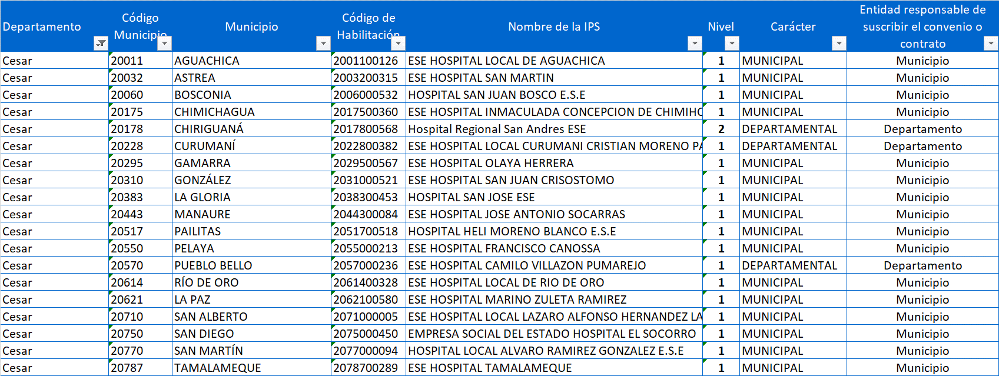 Departamento Código Municipio Municipio Código de Habilitación Nombre de la IPS Nivel Carácter Entidad responsable de suscribir el convenio o contrato
Cesar 20011 AGUACHICA 2001100126 ESE HOSPITAL LOCAL DE AGUACHICA 1 MUNICIPAL Municipio
Cesar 20032 ASTREA 2003200315 ESE HOSPITAL SAN MARTIN 1 MUNICIPAL Municipio
Cesar 20060 BOSCONIA 2006000532 HOSPITAL SAN JUAN BOSCO E.S.E 1 MUNICIPAL Municipio
Cesar 20175 CHIMICHAGUA 2017500360 ESE HOSPITAL INMACULADA CONCEPCION DE CHIMIHC 1 MUNICIPAL Municipio
Cesar 20178 CHIRIGUANÁ 2017800568 Hospital Regional San Andres ESE 2 DEPARTAMENTAL Departamento
Cesar 20228 CURUMANÍ 2022800382 ESE HOSPITAL LOCAL CURUMANI CRISTIAN MORENO PA 1 DEPARTAMENTAL Departamento
Cesar 20295 GAMARRA 2029500567 ESE HOSPITAL OLAYA HERRERA 1 MUNICIPAL Municipio
Cesar 20310 GONZÁLEZ 2031000521 ESE HOSPITAL SAN JUAN CRISOSTOMO 1 MUNICIPAL Municipio
Cesar 20383 LA GLORIA 2038300453 HOSPITAL SAN JOSE ESE 1 MUNICIPAL Municipio
Cesar 20443 MANAURE 2044300084 ESE HOSPITAL JOSE ANTONIO SOCARRAS 1 MUNICIPAL Municipio
Cesar 20517 PAILITAS 2051700518 HOSPITAL HELI MORENO BLANCO E.S.E 1 MUNICIPAL Municipio
Cesar 20550 PELAYA 2055000213 ESE HOSPITAL FRANCISCO CANOSSA 1 MUNICIPAL Municipio
Cesar 20570 PUEBLO BELLO 2057000236 ESE HOSPITAL CAMILO VILLAZON PUMAREJO 1 DEPARTAMENTAL Departamento
Cesar 20614 RÍO DE ORO 2061400328 ESE HOSPITAL LOCAL DE RIO DE ORO 1 MUNICIPAL Municipio
Cesar 20621 LA PAZ 2062100580 ESE HOSPITAL MARINO ZULETA RAMIREZ 1 MUNICIPAL Municipio
Cesar 20710 SAN ALBERTO 2071000005 ESE HOSPITAL LOCAL LAZARO ALFONSO HERNANDEZ LA 1 MUNICIPAL Municipio
Cesar 20750 SAN DIEGO 2075000450 EMPRESA SOCIAL DEL ESTADO HOSPITAL EL SOCORRO 1 MUNICIPAL Municipio
Cesar 20770 SAN MARTÍN 2077000094 HOSPITAL LOCAL ALVARO RAMIREZ GONZALEZ E.S.E 1 MUNICIPAL Municipio
Cesar 20787 TAMALAMEQUE 2078700289 ESE HOSPITAL TAMALAMEQUE 1 MUNICIPAL Municipio